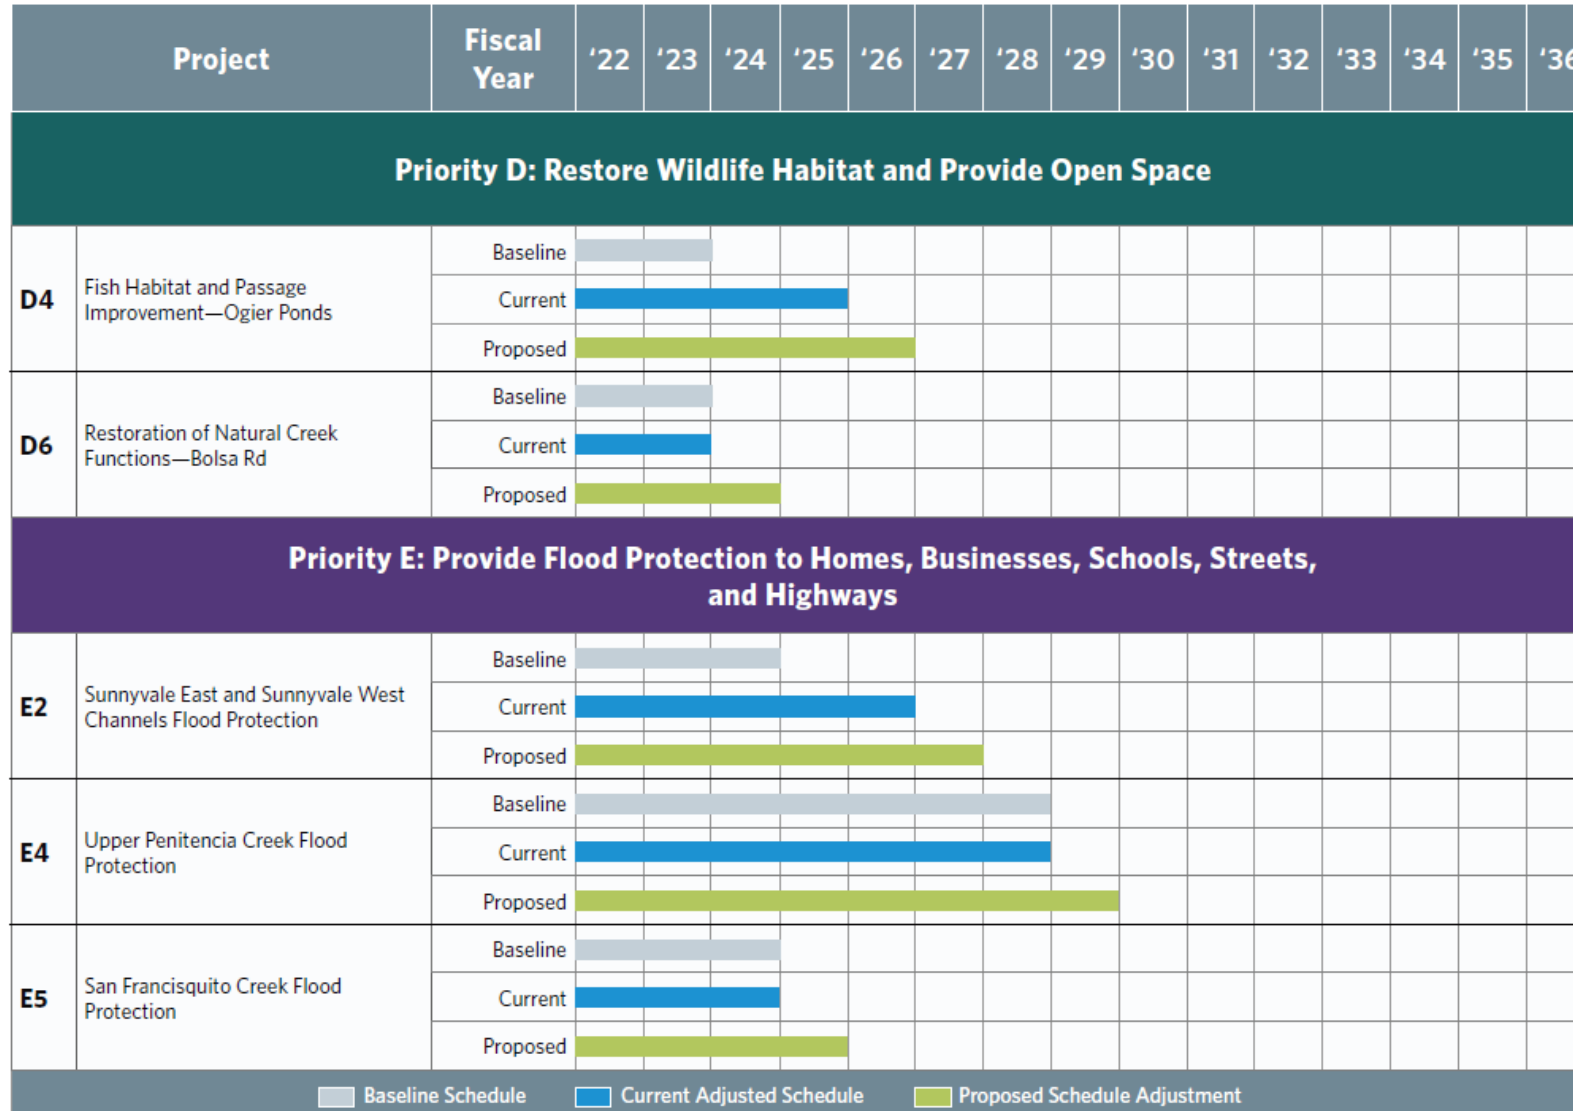 Project
Fiscal
Year
‘22 ‘23 ‘24 ‘25 ‘26 ‘27 ‘28 ‘29 ‘30 ‘31 ‘32 ‘33 ‘34 ‘35 ‘36
Priority D: Restore Wildlife Habitat and Provide Open Space
D4
Fish Habitat and Passage
Improvement—Ogier Ponds
Baseline
Current
Proposed
D6
Restoration of Natural Creek
Functions—Bolsa Rd
Baseline
Current
Proposed
Priority E: Provide Flood Protection to Homes, Businesses, Schools, Streets,
and Highways
E2
Sunnyvale East and Sunnyvale West
Channels Flood Protection
Baseline
Current
Proposed
E4
Upper Penitencia Creek Flood
Protection
Baseline
Current
Proposed
E5
San Francisquito Creek Flood
Protection
Baseline
Current
Proposed
Baseline Schedule Current Adjusted Schedule Proposed Schedule Adjustment